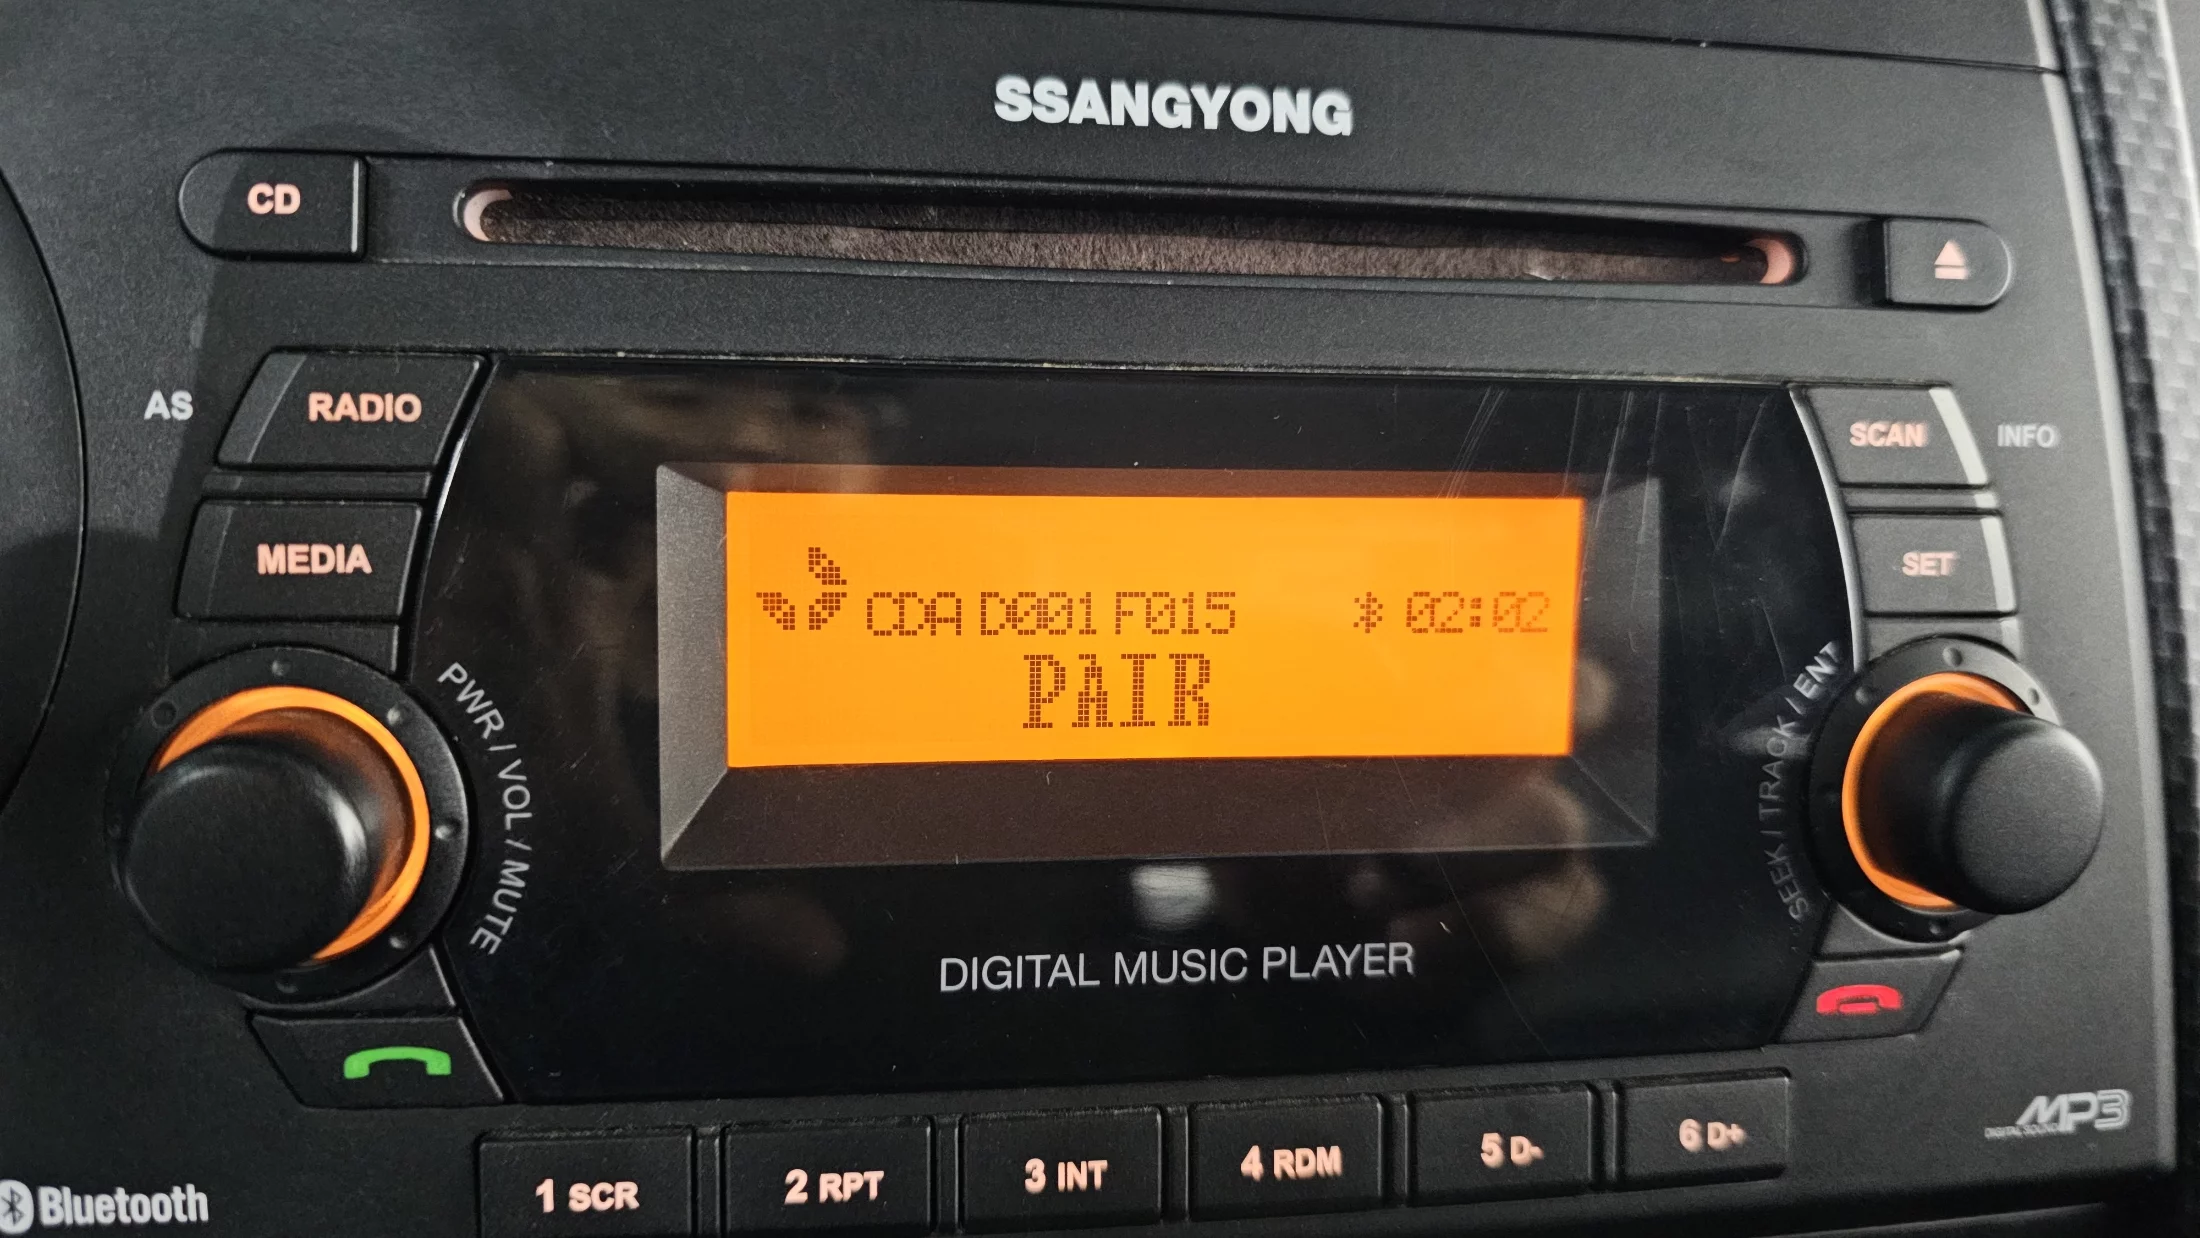 SSANGYONG
CD
AS RADIO
SCAN INFO
MEDIA
SET
CDA D001 F015 02:02
PAIR
PWR / VOL / MUTE
SEEK / TRACK / ENT
DIGITAL MUSIC PLAYER
MP3
Bluetooth
1 SCR
2 RPT
3 INT
4 RDM
5 D-
6 D+